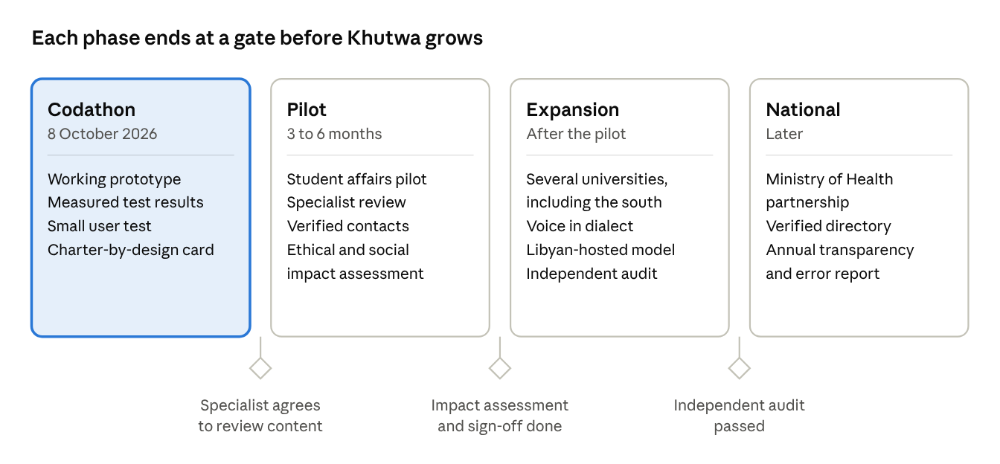 Each phase ends at a gate before Khutwa grows
Codathon
8 October 2026
Working prototype
Measured test results
Small user test
Charter-by-design card
Pilot
3 to 6 months
Student affairs pilot
Specialist review
Verified contacts
Ethical and social
impact assessment
Expansion
After the pilot
Several universities,
including the south
Voice in dialect
Libyan-hosted model
Independent audit
National
Later
Ministry of Health
partnership
Verified directory
Annual transparency
and error report
Specialist agrees
to review content
Impact assessment
and sign-off done
Independent audit
passed